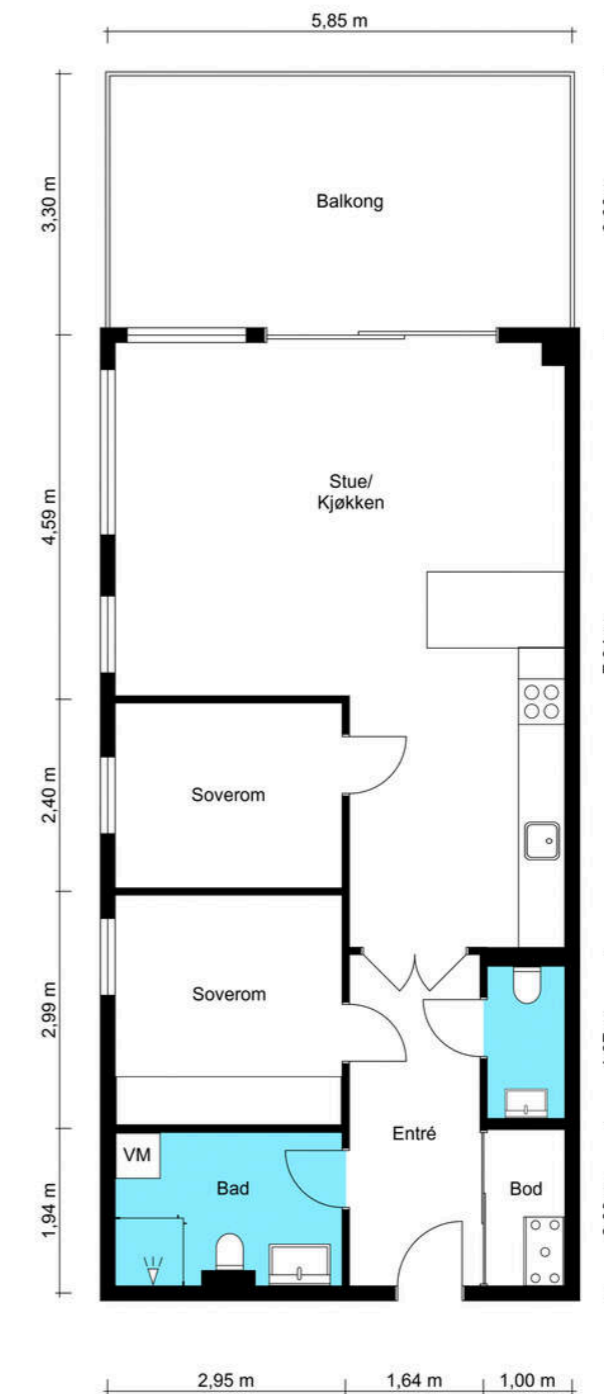 5,85 m
3,30 m
Balkong
4,59 m
Stue/
Kjøkken
2,40 m
Soverom
2,99 m
Soverom
Entré
VM
Bad
Bod
1,94 m
2,95 m
1,64 m
1,00 m